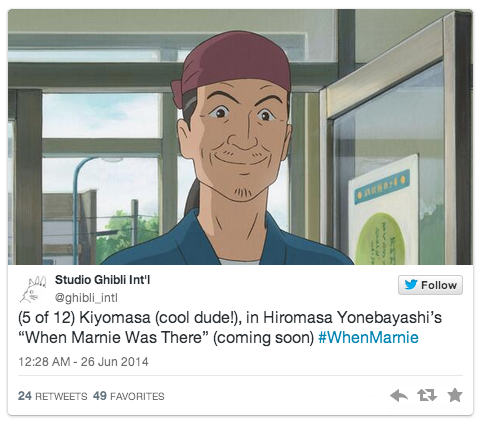 Studio Ghibli Int'l
@ghibli_intl
Follow
(5 of 12) Kiyomasa (cool dude!), in Hiromasa Yonebayashi's
"When Marnie Was There" (coming soon) #WhenMarnie
12:28 AM - 26 Jun 2014
24 RETWEETS 49 FAVORITES